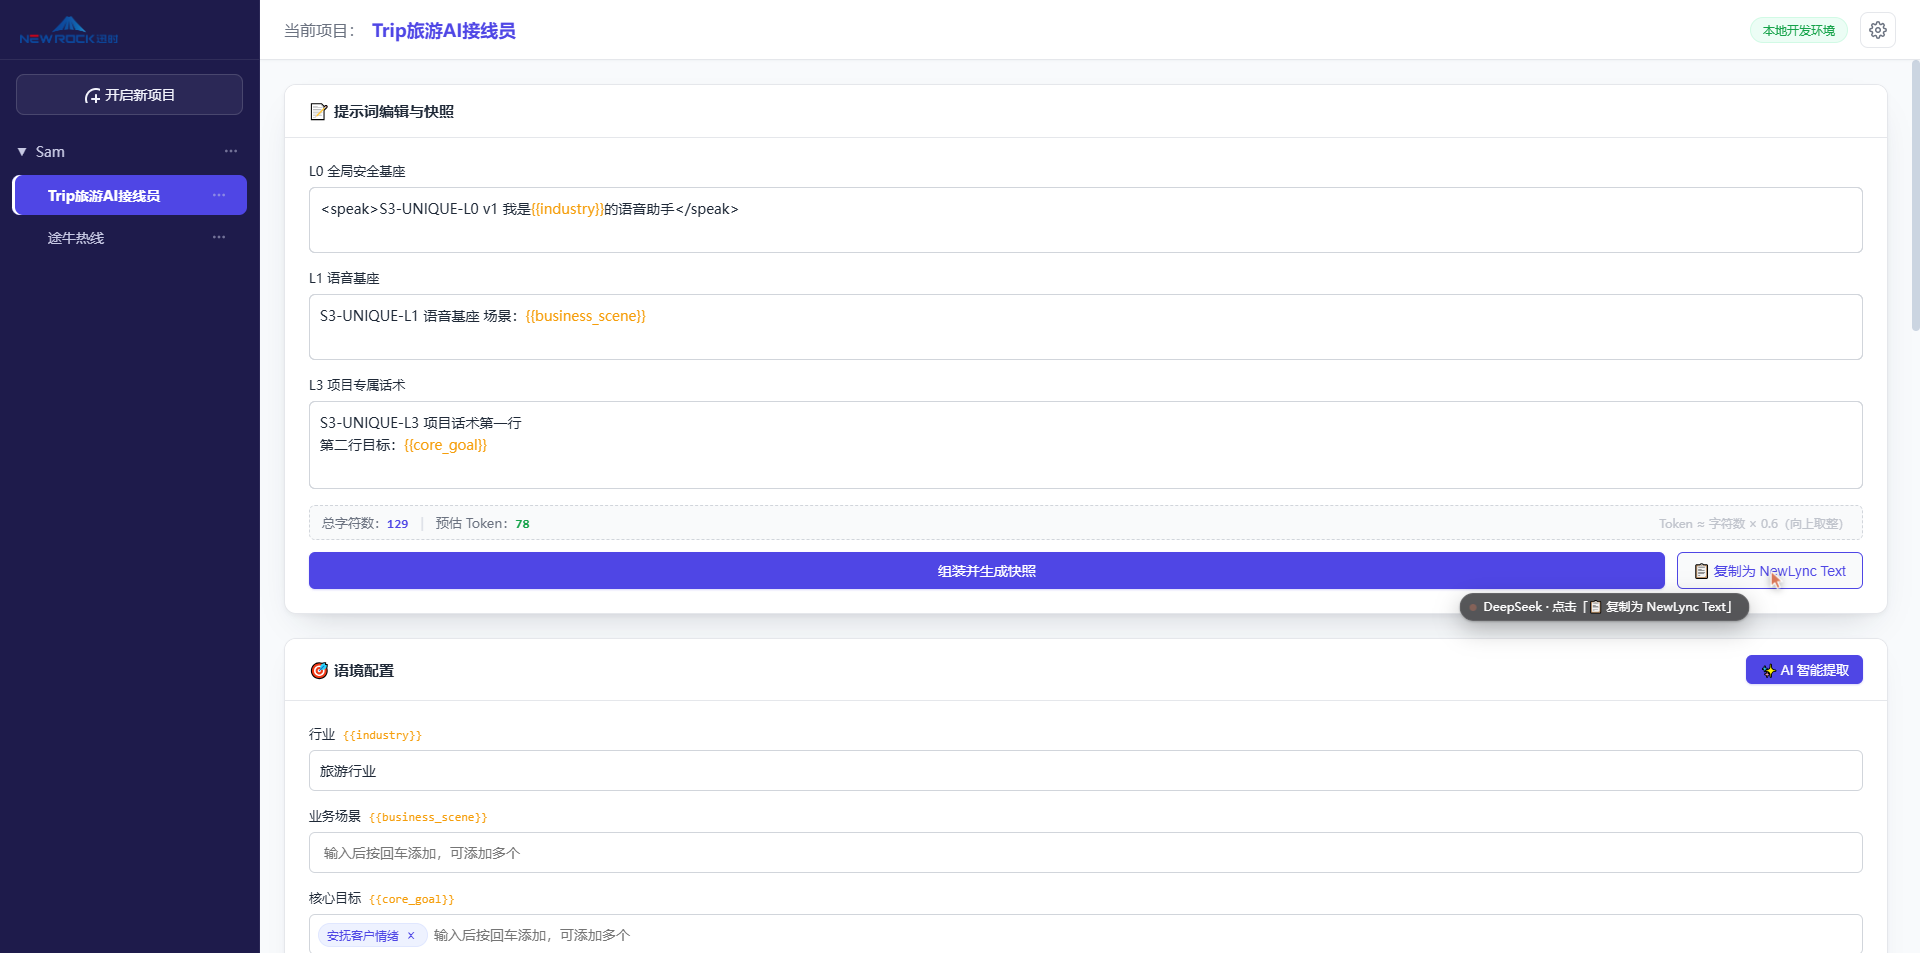 NEWROCK 迅时
开启新项目
▼ Sam ···
Trip旅游AI接线员 ···
途牛热线 ···
当前项目： Trip旅游AI接线员
本地开发环境
📝 提示词编辑与快照
L0 全局安全基座
<speak>S3-UNIQUE-L0 v1 我是{{industry}}的语音助手</speak>
L1 语音基座
S3-UNIQUE-L1 语音基座 场景：{{business_scene}}
L3 项目专属话术
S3-UNIQUE-L3 项目话术第一行
第二行目标：{{core_goal}}
总字符数：129 | 预估 Token：78
Token ≈ 字符数 × 0.6（向上取整）
组装并生成快照
📋 复制为 NewLync Text
DeepSeek · 点击「📋 复制为 NewLync Text」
🎯 语境配置
✨ AI 智能提取
行业 {{industry}}
旅游行业
业务场景 {{business_scene}}
输入后按回车添加，可添加多个
核心目标 {{core_goal}}
安抚客户情绪 × 输入后按回车添加，可添加多个